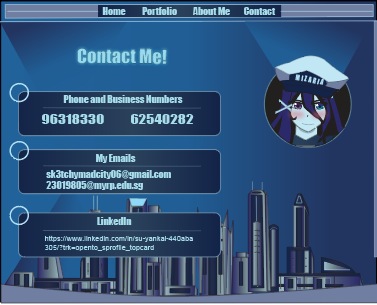 Home Portfolio About Me Contact
Contact Me!
MIZARIA
Phone and Business Numbers
96318330 62540282
My Emails
sk3tchymadcity06@gmail.com
23019805@myrp.edu.sg
LinkedIn
https://www.linkedin.com/in/su-yankai-440aba
305/?trk=opento_sprofile_topcard